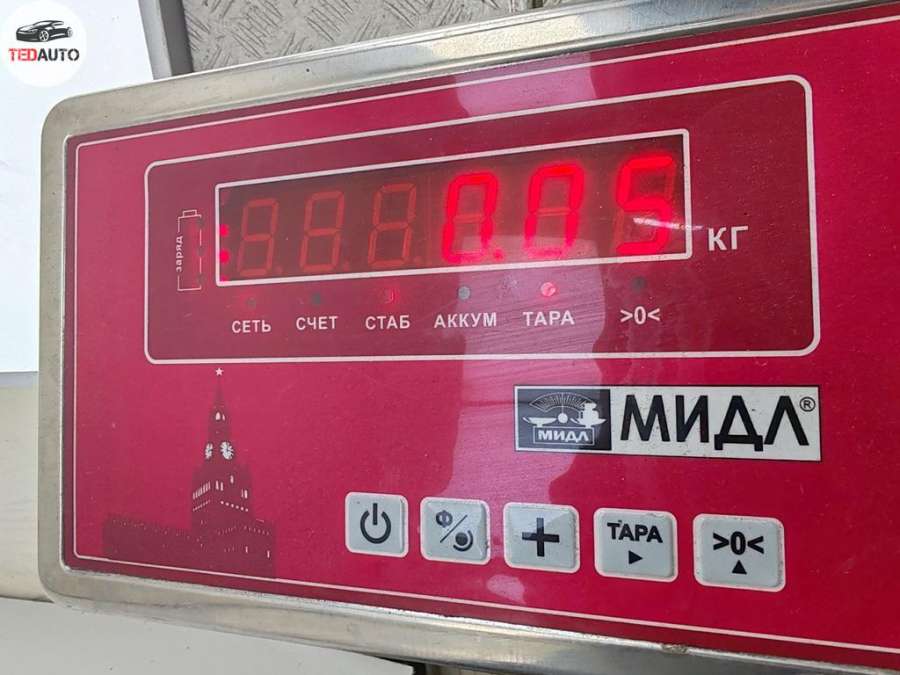 TEDAUTO
0.05
заряд
КГ
СЕТЬ СЧЕТ СТАБ АККУМ ТАРА >0<
МИДЛ
МИДЛ®
Ф/
+
ТАРА
>0<